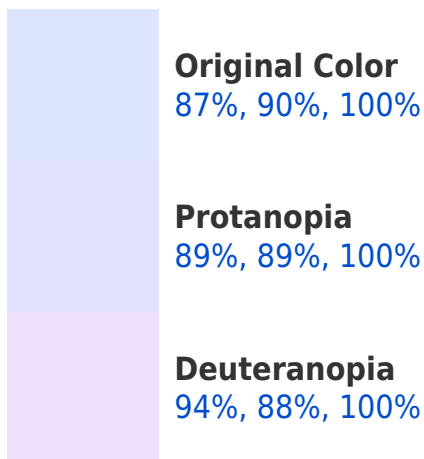 Original Color
87%, 90%, 100%
Protanopia
89%, 89%, 100%
Deuteranopia
94%, 88%, 100%